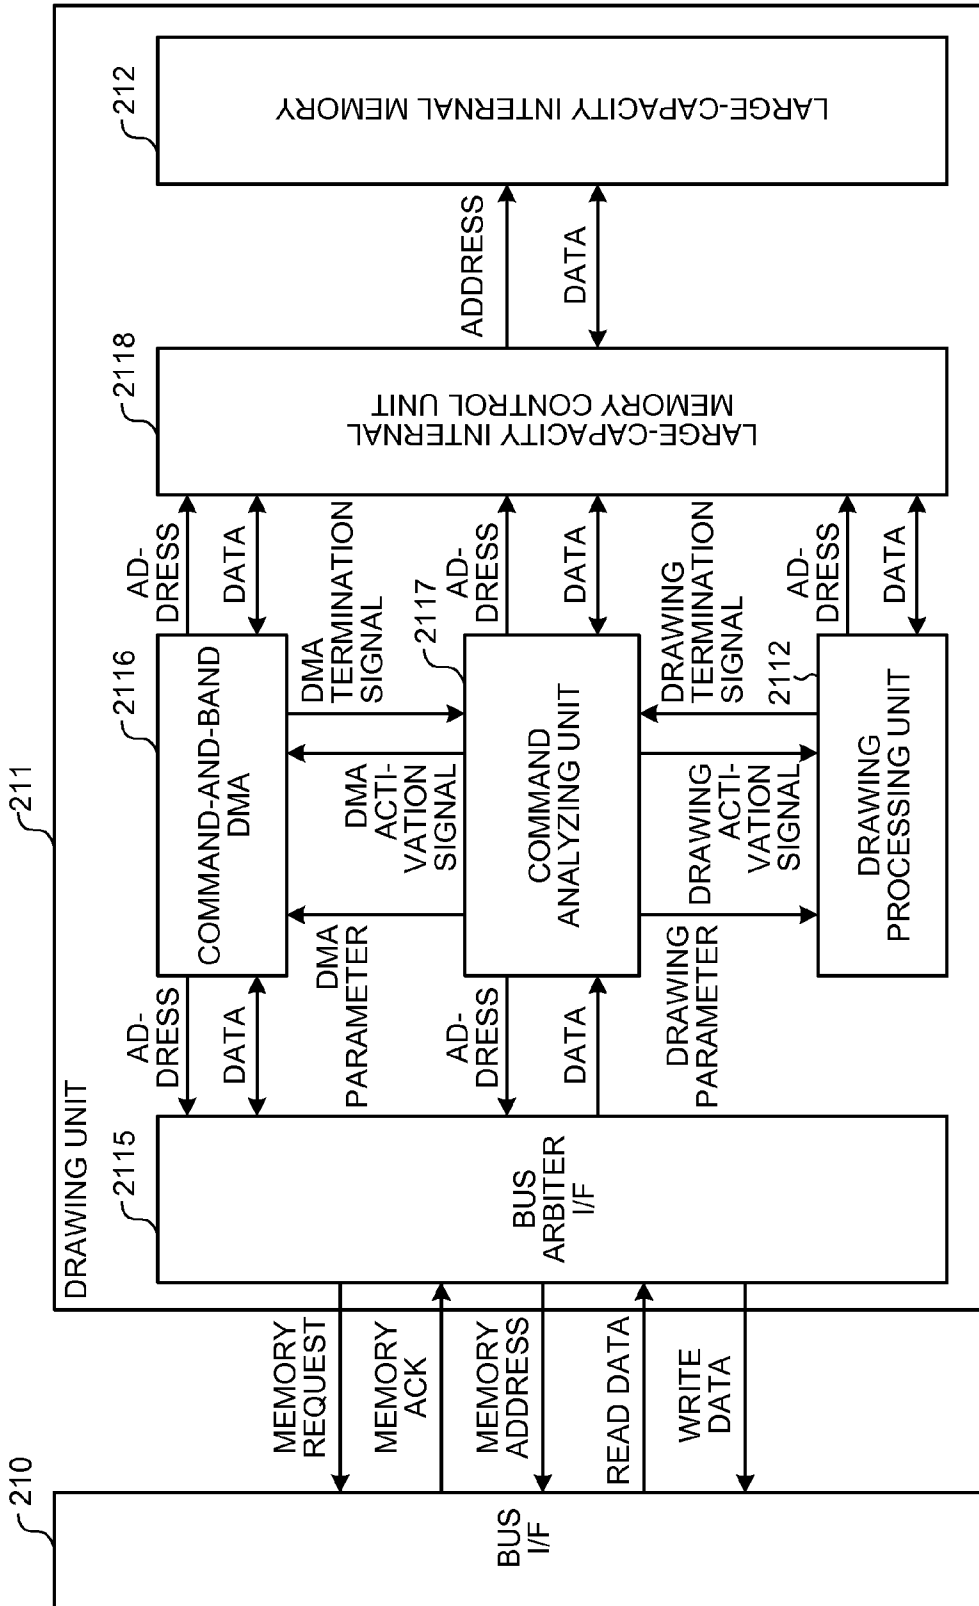 210
BUS
I/F
MEMORY
REQUEST
MEMORY
ACK
MEMORY
ADDRESS
READ DATA
WRITE
DATA
211
DRAWING UNIT
2115
BUS
ARBITER
I/F
AD-
DRESS
DATA
DMA
PARAMETER
AD-
DRESS
DATA
DRAWING
PARAMETER
2116
COMMAND-AND-BAND
DMA
DMA
ACTI-
VATION
SIGNAL
DMA
TERMINATION
SIGNAL
2117
COMMAND
ANALYZING UNIT
DRAWING
ACTI-
VATION
SIGNAL
DRAWING
TERMINATION
SIGNAL
2112
DRAWING
PROCESSING UNIT
AD-
DRESS
DATA
AD-
DRESS
DATA
AD-
DRESS
DATA
2118
LARGE-CAPACITY INTERNAL
MEMORY CONTROL UNIT
ADDRESS
DATA
212
LARGE-CAPACITY INTERNAL MEMORY